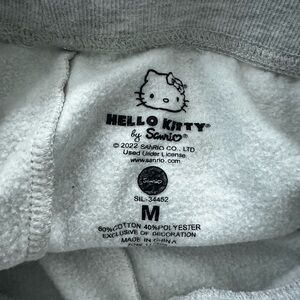 HELLO KITTY®
by Sanrio
© 2022 SANRIO CO., LTD
Used Under License
www.sanrio.com
Sanrio
SIL-34452
M
60%COTTON 40%POLYESTER
EXCLUSIVE OF DECORATION
MADE IN CHINA